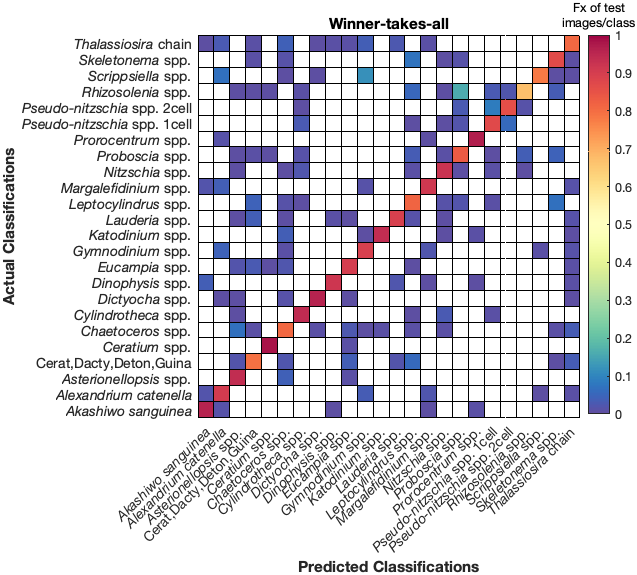 Winner-takes-all
Fx of test
images/class
Thalassiosira chain
Skeletonema spp.
Scrippsiella spp.
Rhizosolenia spp.
Pseudo-nitzschia spp. 2cell
Pseudo-nitzschia spp. 1cell
Prorocentrum spp.
Proboscia spp.
Nitzschia spp.
Margalefidinium spp.
Leptocylindrus spp.
Lauderia spp.
Katodinium spp.
Gymnodinium spp.
Eucampia spp.
Dinophysis spp.
Dictyocha spp.
Cylindrotheca spp.
Chaetoceros spp.
Ceratium spp.
Cerat,Dacty,Deton,Guina
Asterionellopsis spp.
Alexandrium catenella
Akashiwo sanguinea
Actual Classifications
1
0.9
0.8
0.7
0.6
0.5
0.4
0.3
0.2
0.1
0
Akashiwo sanguinea
Alexandrium catenella
Asterionellopsis spp.
Cerat,Dacty,Deton,Guina
Ceratium spp.
Chaetoceros spp.
Cylindrotheca spp.
Dictyocha spp.
Dinophysis spp.
Eucampia spp.
Gymnodinium spp.
Katodinium spp.
Lauderia spp.
Leptocylindrus spp.
Margalefidinium spp.
Nitzschia spp.
Proboscia spp.
Prorocentrum spp.
Pseudo-nitzschia spp. 1cell
Pseudo-nitzschia spp. 2cell
Rhizosolenia spp.
Scrippsiella spp.
Skeletonema spp.
Thalassiosira chain
Predicted Classifications